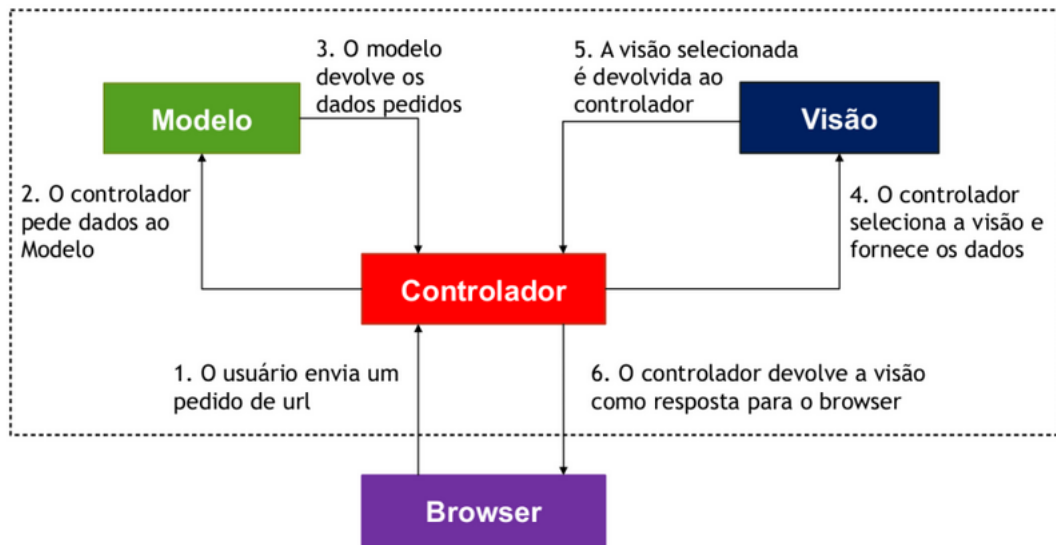 3. O modelo
devolve os
dados pedidos
5. A visão selecionada
é devolvida ao
controlador
Modelo
Visão
2. O controlador
pede dados ao
Modelo
4. O controlador
seleciona a visão e
fornece os dados
Controlador
1. O usuário envia um
pedido de url
6. O controlador devolve a visão
como resposta para o browser
Browser